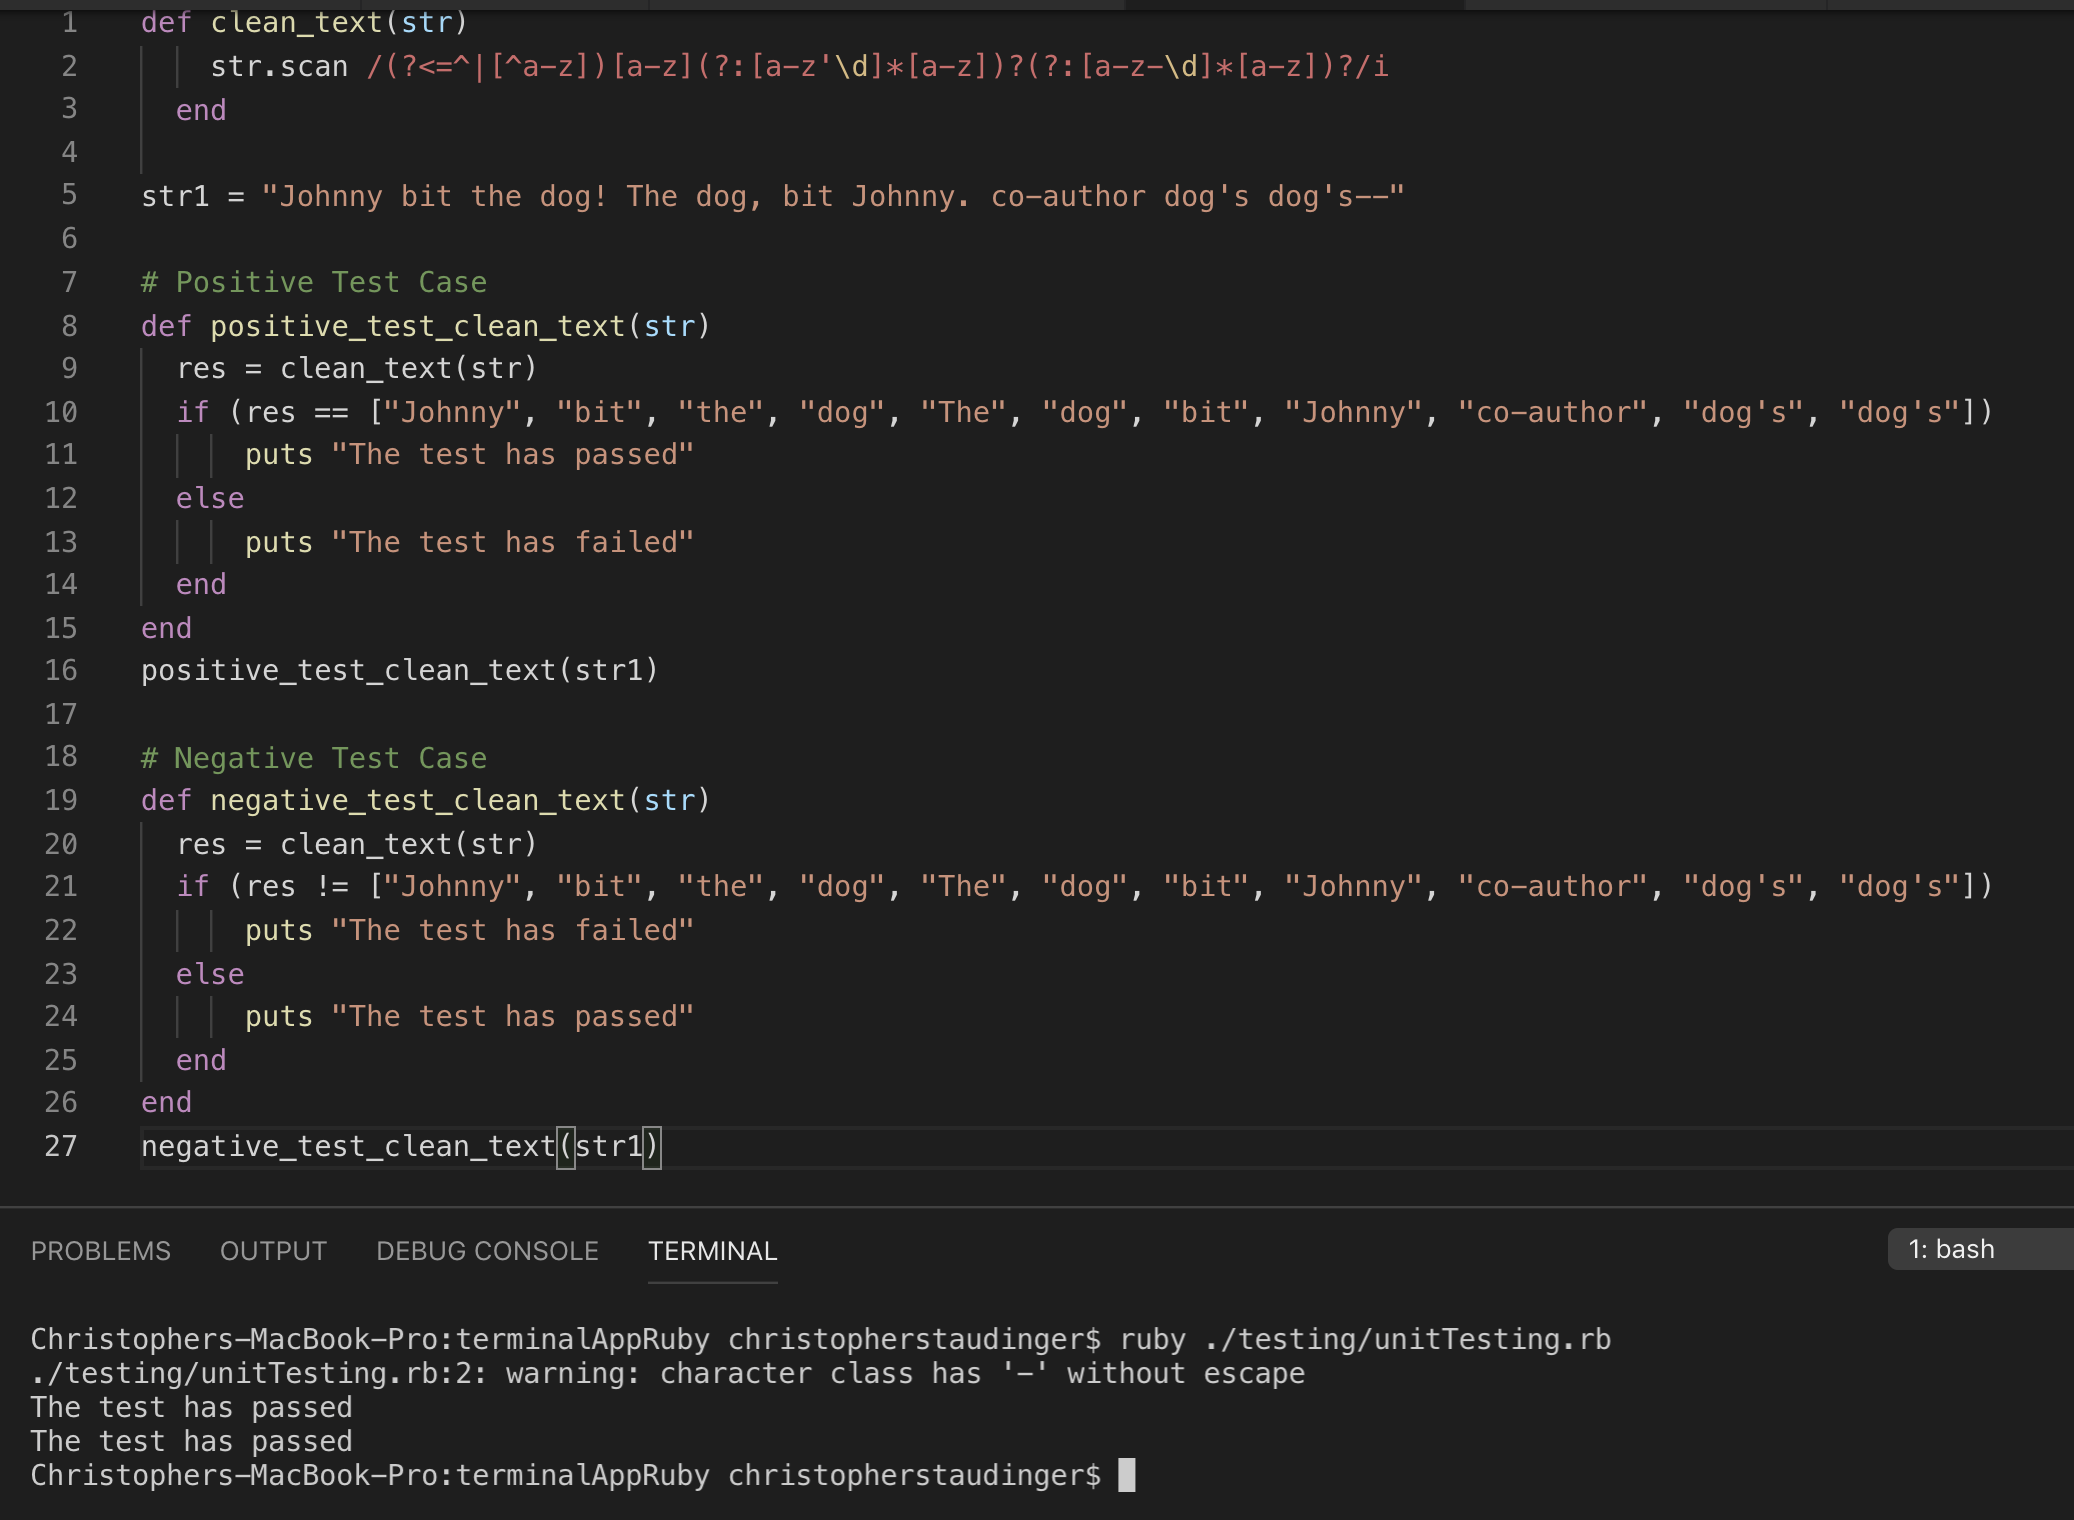 1 def clean_text(str)
2 str.scan /(?<=^|[^a-z])[a-z](?:[a-z'\d]*[a-z])?(?:[a-z-\d]*[a-z])?/i
3 end
4
5 str1 = "Johnny bit the dog! The dog, bit Johnny. co-author dog's dog's--"
6
7 # Positive Test Case
8 def positive_test_clean_text(str)
9 res = clean_text(str)
10 if (res == ["Johnny", "bit", "the", "dog", "The", "dog", "bit", "Johnny", "co-author", "dog's", "dog's"])
11 puts "The test has passed"
12 else
13 puts "The test has failed"
14 end
15 end
16 positive_test_clean_text(str1)
17
18 # Negative Test Case
19 def negative_test_clean_text(str)
20 res = clean_text(str)
21 if (res != ["Johnny", "bit", "the", "dog", "The", "dog", "bit", "Johnny", "co-author", "dog's", "dog's"])
22 puts "The test has failed"
23 else
24 puts "The test has passed"
25 end
26 end
27 negative_test_clean_text(str1)
PROBLEMS OUTPUT DEBUG CONSOLE TERMINAL 1: bash
Christophers-MacBook-Pro:terminalAppRuby christopherstaudinger$ ruby ./testing/unitTesting.rb
./testing/unitTesting.rb:2: warning: character class has '-' without escape
The test has passed
The test has passed
Christophers-MacBook-Pro:terminalAppRuby christopherstaudinger$